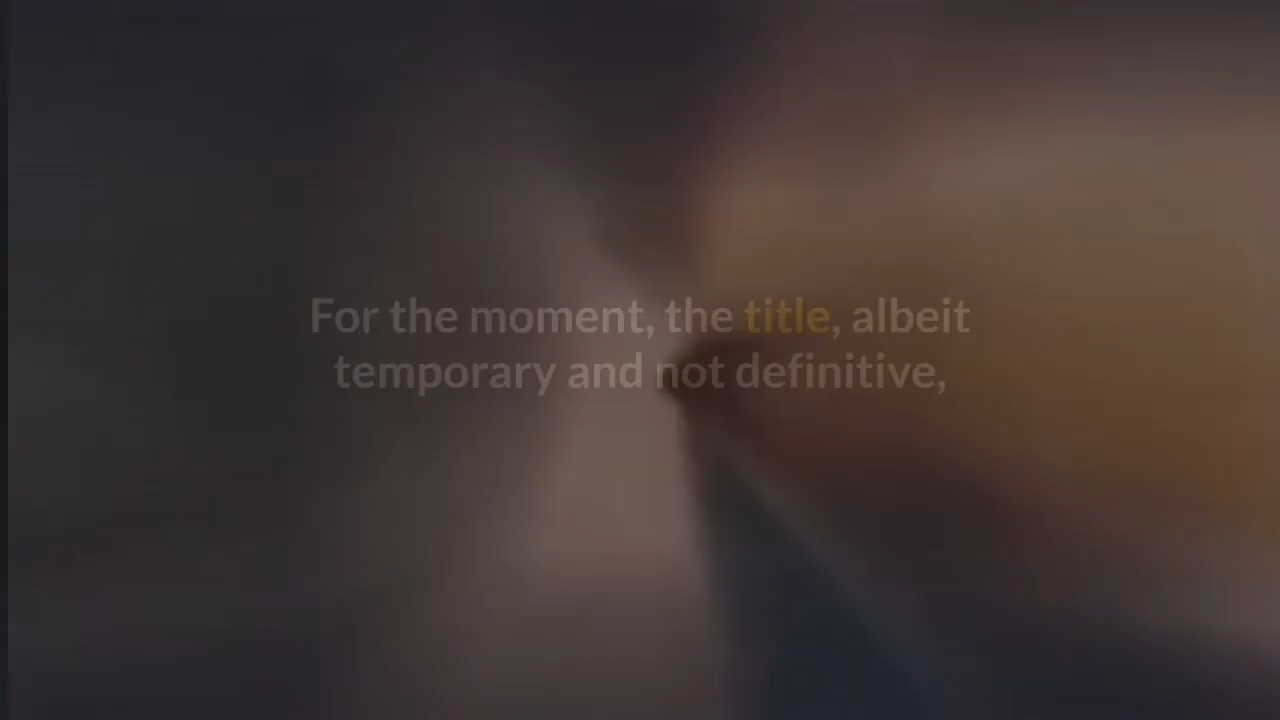 For the moment, the title, albeit
temporary and not definitive,